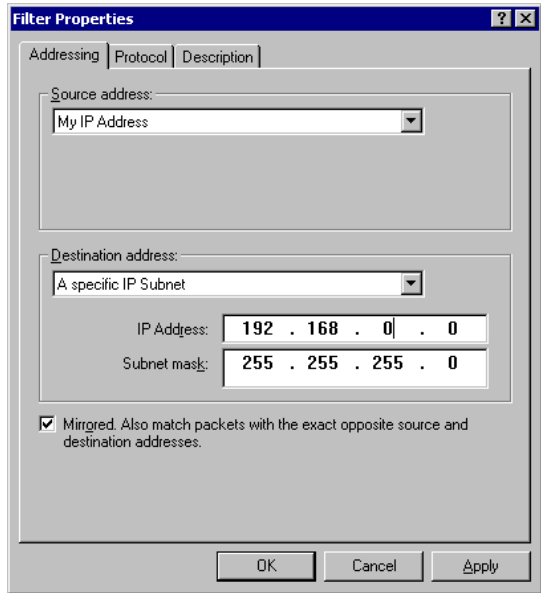 Filter Properties
Addressing Protocol Description
Source address:
My IP Address
Destination address:
A specific IP Subnet
IP Address: 192 . 168 . 0 . 0
Subnet mask: 255 . 255 . 255 . 0
Mirrored. Also match packets with the exact opposite source and
destination addresses.
OK Cancel Apply